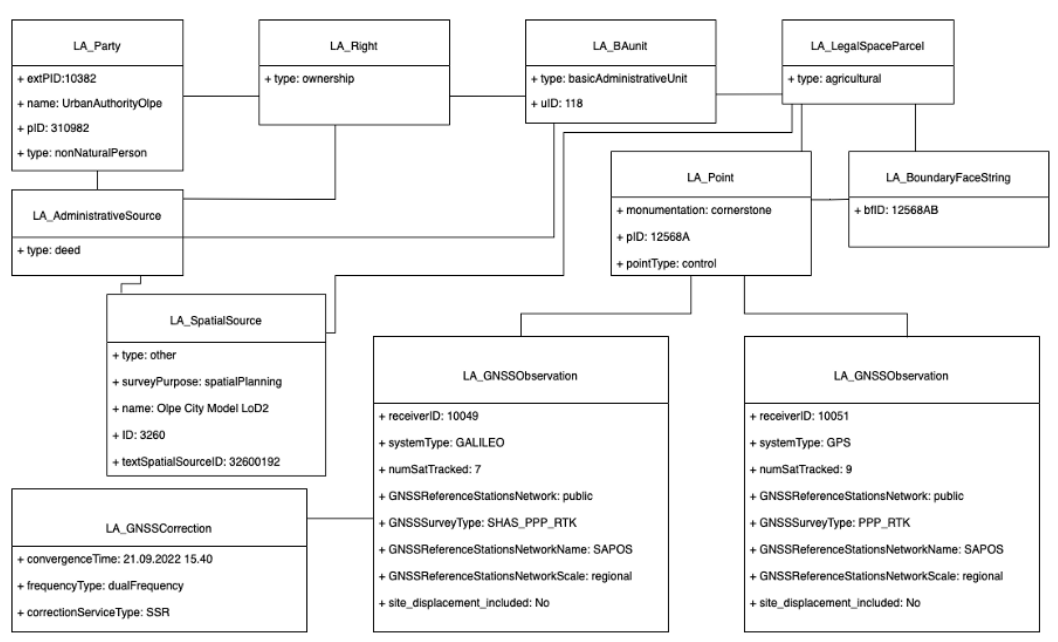 LA_Party
+ extPID:10382
+ name: UrbanAuthorityOlpe
+ pID: 310982
+ type: nonNaturalPerson
LA_Right
+ type: ownership
LA_BAunit
+ type: basicAdministrativeUnit
+ uID: 118
LA_LegalSpaceParcel
+ type: agricultural
LA_AdministrativeSource
+ type: deed
LA_Point
+ monumentation: cornerstone
+ pID: 12568A
+ pointType: control
LA_BoundaryFaceString
+ bfID: 12568AB
LA_SpatialSource
+ type: other
+ surveyPurpose: spatialPlanning
+ name: Olpe City Model LoD2
+ ID: 3260
+ textSpatialSourceID: 32600192
LA_GNSSObservation
+ receiverID: 10049
+ systemType: GALILEO
+ numSatTracked: 7
+ GNSSReferenceStationsNetwork: public
+ GNSSSurveyType: SHAS_PPP_RTK
+ GNSSReferenceStationsNetworkName: SAPOS
+ GNSSReferenceStationsNetworkScale: regional
+ site_displacement_included: No
LA_GNSSObservation
+ receiverID: 10051
+ systemType: GPS
+ numSatTracked: 9
+ GNSSReferenceStationsNetwork: public
+ GNSSSurveyType: PPP_RTK
+ GNSSReferenceStationsNetworkName: SAPOS
+ GNSSReferenceStationsNetworkScale: regional
+ site_displacement_included: No
LA_GNSSCorrection
+ convergenceTime: 21.09.2022 15.40
+ frequencyType: dualFrequency
+ correctionServiceType: SSR